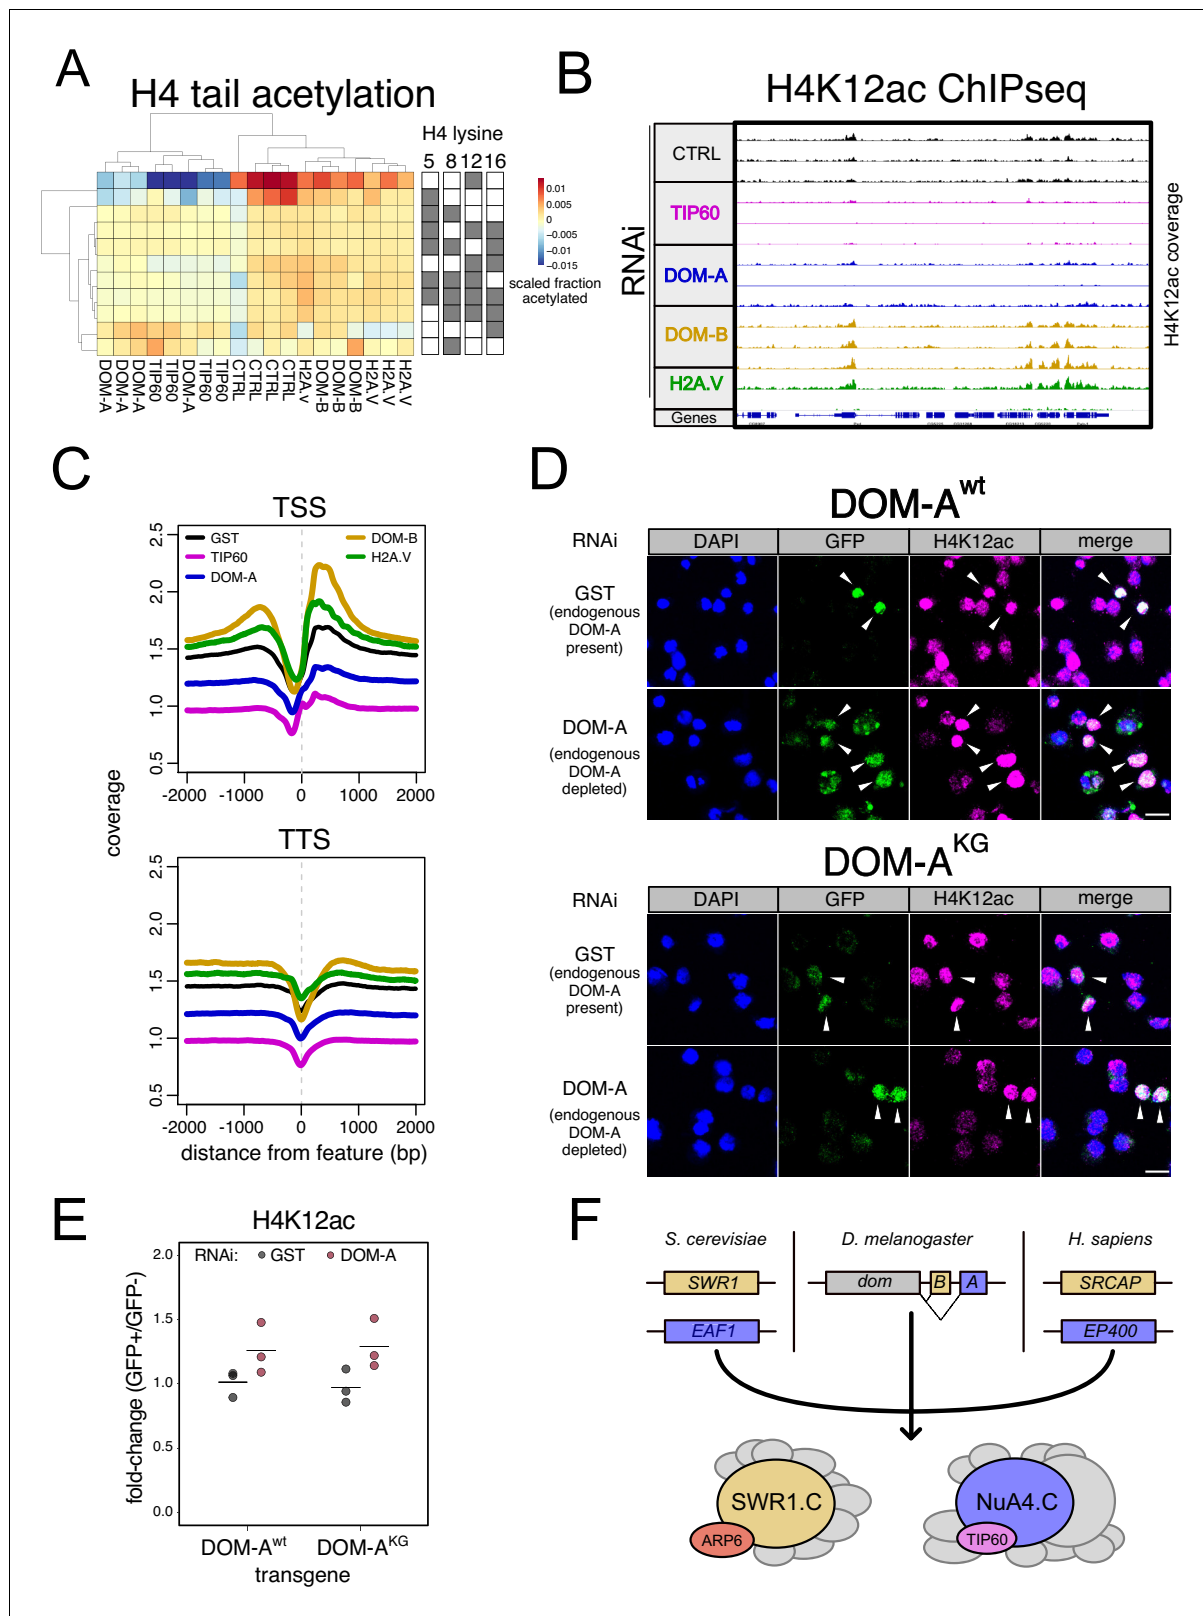 A
H4 tail acetylation
H4 lysine
5 8 12 16
0.01
0.005
0
−0.005
−0.01
−0.015
scaled fraction
acetylated
DOM-A
DOM-A
DOM-A
TIP60
TIP60
DOM-A
TIP60
TIP60
CTRL
CTRL
CTRL
CTRL
H2A.V
DOM-B
DOM-B
DOM-B
H2A.V
H2A.V
H2A.V
B
H4K12ac ChIPseq
RNAi
CTRL
TIP60
DOM-A
DOM-B
H2A.V
Genes
H4K12ac coverage
C
TSS
GST
TIP60
DOM-A
DOM-B
H2A.V
2.5
2.0
1.5
1.0
0.5
-2000 -1000 0 1000 2000
coverage
TTS
2.5
2.0
1.5
1.0
0.5
-2000 -1000 0 1000 2000
distance from feature (bp)
D
DOM-Awt
RNAi DAPI GFP H4K12ac merge
GST
(endogenous
DOM-A
present)
DOM-A
(endogenous
DOM-A
depleted)
DOM-AKG
RNAi DAPI GFP H4K12ac merge
GST
(endogenous
DOM-A
present)
DOM-A
(endogenous
DOM-A
depleted)
E
H4K12ac
RNAi: GST DOM-A
2.0
1.5
1.0
0.5
0.0
fold-change (GFP+/GFP-)
DOM-Awt DOM-AKG
transgene
F
S. cerevisiae D. melanogaster H. sapiens
SWR1 dom B A SRCAP
EAF1 EP400
SWR1.C NuA4.C
ARP6 TIP60